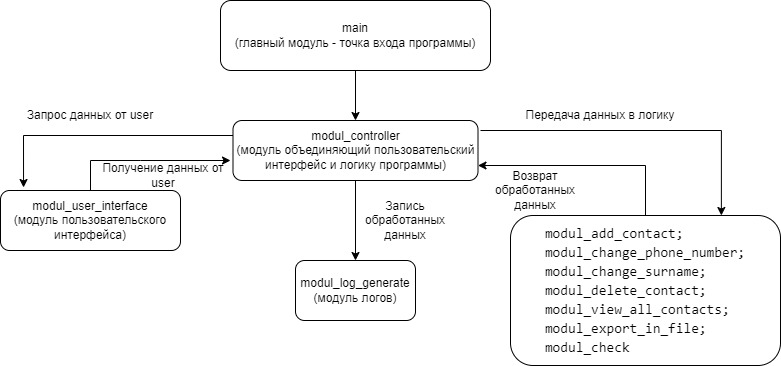 main
(главный модуль - точка входа программы)
Запрос данных от user
Передача данных в логику
modul_controller
(модуль объединяющий пользовательский
интерфейс и логику программы)
Получение данных от
user
Возврат
обработанных
данных
modul_user_interface
(модуль пользовательского
интерфейса)
Запись
обработанных
данных
modul_add_contact;
modul_change_phone_number;
modul_change_surname;
modul_delete_contact;
modul_view_all_contacts;
modul_export_in_file;
modul_check
modul_log_generate
(модуль логов)